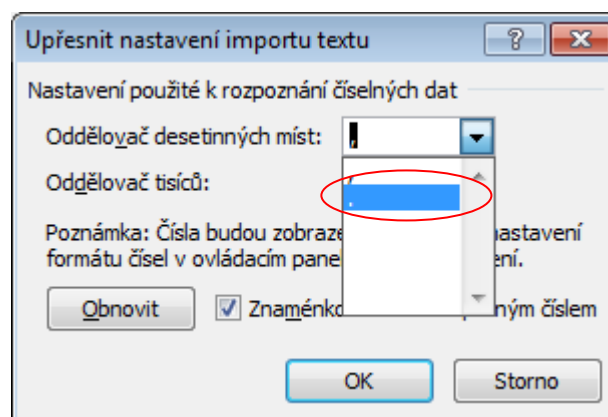 Upřesnit nastavení importu textu
Nastavení použité k rozpoznání číselných dat
Oddělovač desetinných míst: ,
,
Oddělovač tisíců: .
Poznámka: Čísla budou zobraze nastavení
formátu čísel v ovládacím pane ení.
Obnovit Znaménko ným číslem
OK Storno